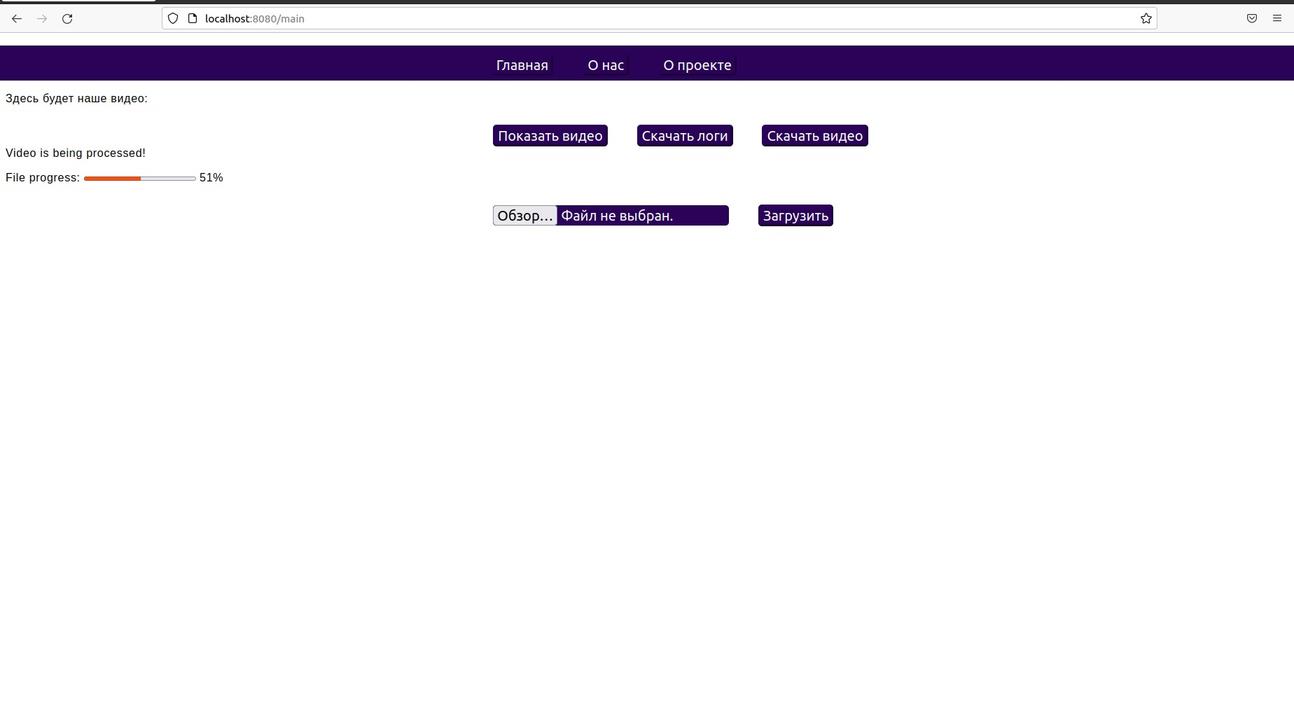 localhost:8080/main
Главная О нас О проекте
Здесь будет наше видео:
Показать видео Скачать логи Скачать видео
Video is being processed!
File progress: 51%
Обзор... Файл не выбран. Загрузить